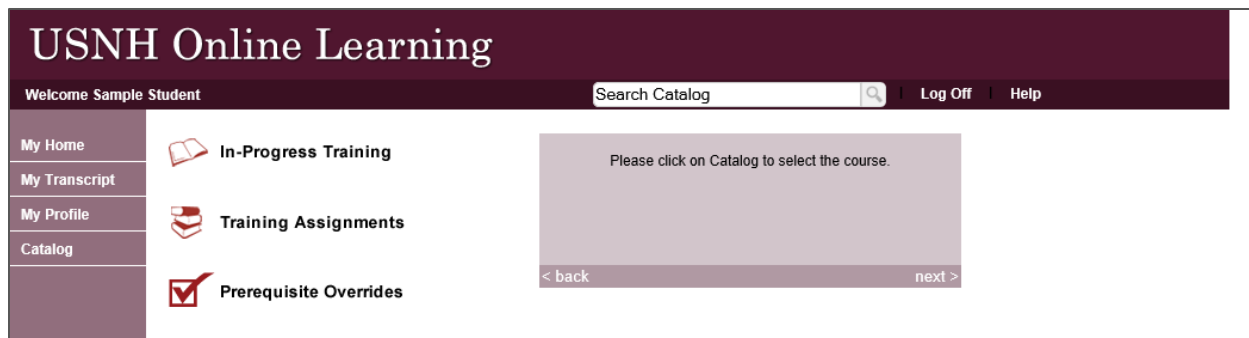 USNH Online Learning
Welcome Sample Student
Search Catalog
Log Off
Help
My Home
My Transcript
My Profile
Catalog
In-Progress Training
Training Assignments
Prerequisite Overrides
Please click on Catalog to select the course.
< back
next >